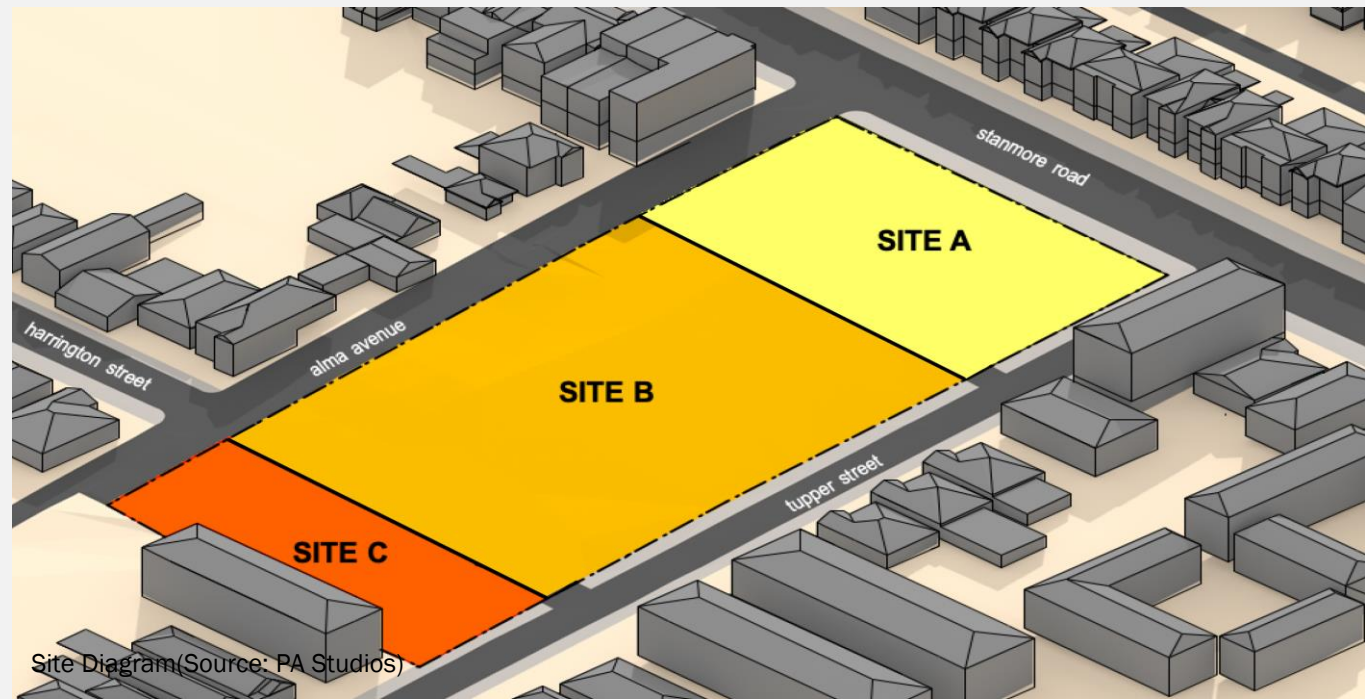 stanmore road
SITE A
harrington street
alma avenue
SITE B
tupper street
SITE C
Site Diagram(Source: PA Studios)